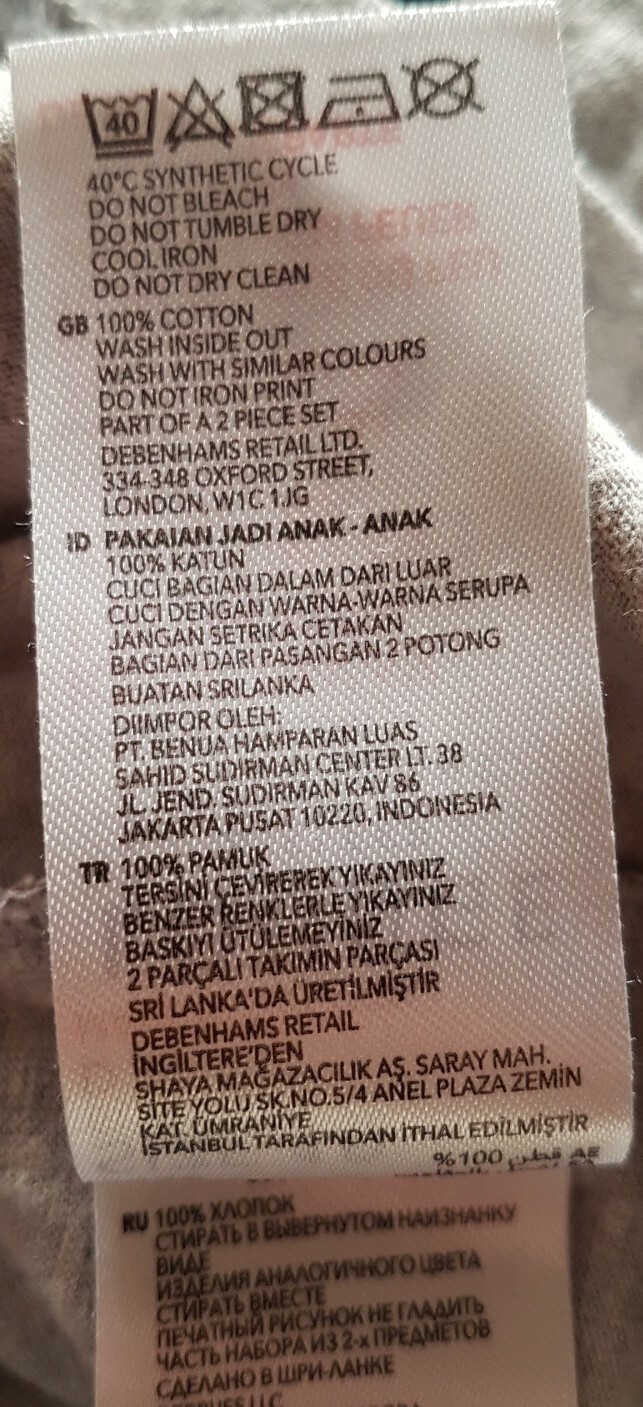 40
40°C SYNTHETIC CYCLE
DO NOT BLEACH
DO NOT TUMBLE DRY
COOL IRON
DO NOT DRY CLEAN
GB 100% COTTON
WASH INSIDE OUT
WASH WITH SIMILAR COLOURS
DO NOT IRON PRINT
PART OF A 2 PIECE SET
DEBENHAMS RETAIL LTD.
334-348 OXFORD STREET,
LONDON, W1C 1JG
ID PAKAIAN JADI ANAK - ANAK
100% KATUN
CUCI BAGIAN DALAM DARI LUAR
CUCI DENGAN WARNA-WARNA SERUPA
JANGAN SETRIKA CETAKAN
BAGIAN DARI PASANGAN 2 POTONG
BUATAN SRILANKA
DIIMPOR OLEH:
PT. BENUA HAMPARAN LUAS
SAHID SUDIRMAN CENTER LT. 38
JL. JEND. SUDIRMAN KAV 86
JAKARTA PUSAT 10220, INDONESIA
TR 100% PAMUK
TERSİNİ ÇEVİREREK YIKAYINIZ
BENZER RENKLERLE YIKAYINIZ
BASKIYI ÜTÜLEMEYİNİZ
2 PARÇALI TAKIMIN PARÇASI
SRİ LANKA'DA ÜRETİLMİŞTİR
DEBENHAMS RETAIL
İNGİLTERE'DEN
SHAYA MAĞAZACILIK AŞ. SARAY MAH.
SİTE YOLU SK.NO.5/4 ANEL PLAZA ZEMİN
KAT. ÜMRANİYE
İSTANBUL TARAFINDAN İTHAL EDİLMİŞTİR
AE قطن 100%
RU 100% ХЛОПОК
СТИРАТЬ В ВЫВЕРНУТОМ НАИЗНАНКУ
ВИДЕ
ИЗДЕЛИЯ АНАЛОГИЧНОГО ЦВЕТА
СТИРАТЬ ВМЕСТЕ
ПЕЧАТНЫЙ РИСУНОК НЕ ГЛАДИТЬ
ЧАСТЬ НАБОРА ИЗ 2-х ПРЕДМЕТОВ
СДЕЛАНО В ШРИ-ЛАНКЕ